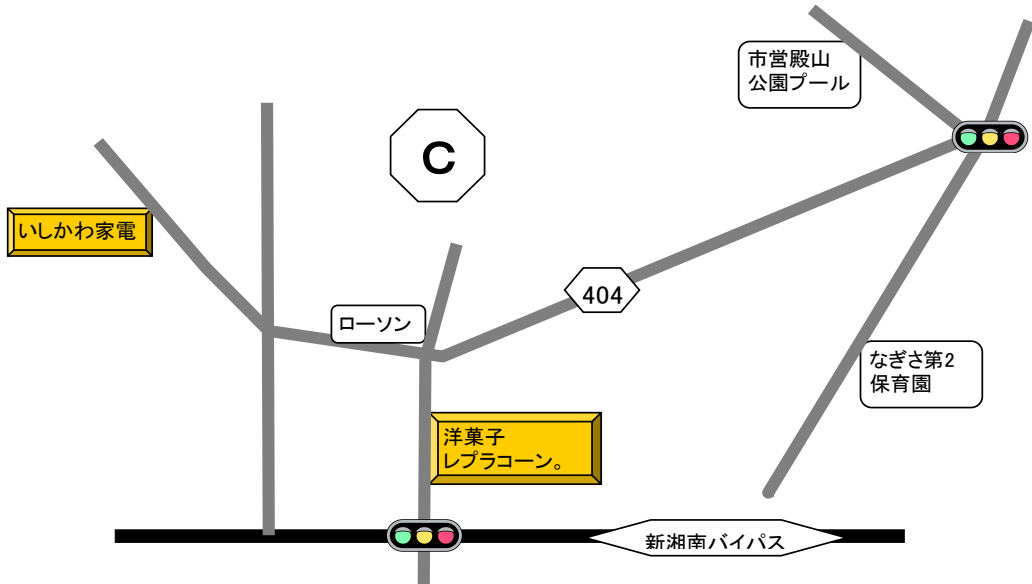 市営殿山
公園プール
C
いしかわ家電
404
ローソン
なぎさ第2
保育園
洋菓子
レプラコーン。
新湘南バイパス